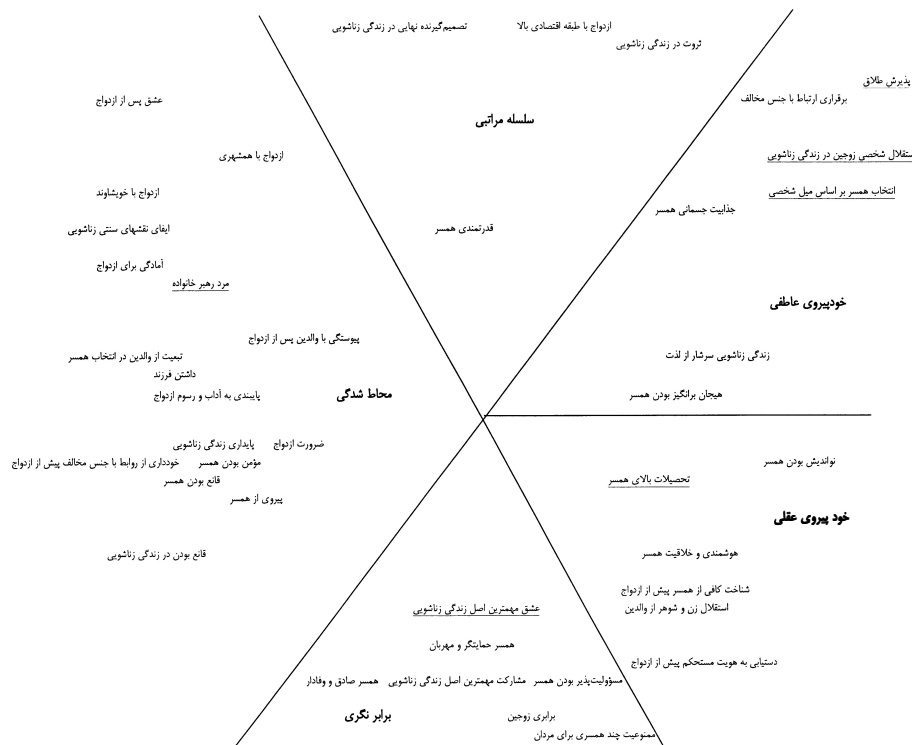 تصمیم‌گیرنده نهایی در زندگی زناشویی
ازدواج با طبقه اقتصادی بالا
ثروت در زندگی زناشویی
سلسله مراتبی
قدرتمندی همسر
پذیرش طلاق
برقراری ارتباط با جنس مخالف
ستقلال شخصی زوجین در زندگی زناشویی
انتخاب همسر بر اساس میل شخصی
جذابیت جسمانی همسر
خودپیروی عاطفی
زندگی زناشویی سرشار از لذت
هیجان برانگیز بودن همسر
نواندیش بودن همسر
تحصیلات بالای همسر
خود پیروی عقلی
هوشمندی و خلاقیت همسر
شناخت کافی از همسر پیش از ازدواج
استقلال زن و شوهر از والدین
دستیابی به هویت مستحکم پیش از ازدواج
عشق مهمترین اصل زندگی زناشویی
همسر حمایتگر و مهربان
مسؤولیت‌پذیر بودن همسر
مشارکت مهمترین اصل زندگی زناشویی
همسر صادق و وفادار
برابر نگری
برابری زوجین
ممنوعیت چند همسری برای مردان
عشق پس از ازدواج
ازدواج با همشهری
ازدواج با خویشاوند
ایفای نقشهای سنتی زناشویی
آمادگی برای ازدواج
مرد رهبر خانواده
پیوستگی با والدین پس از ازدواج
تبعیت از والدین در انتخاب همسر
داشتن فرزند
پایبندی به آداب و رسوم ازدواج
محاط شدگی
ضرورت ازدواج
پایداری زندگی زناشویی
مؤمن بودن همسر
خودداری از روابط با جنس مخالف پیش از ازدواج
قانع بودن همسر
پیروی از همسر
قانع بودن در زندگی زناشویی